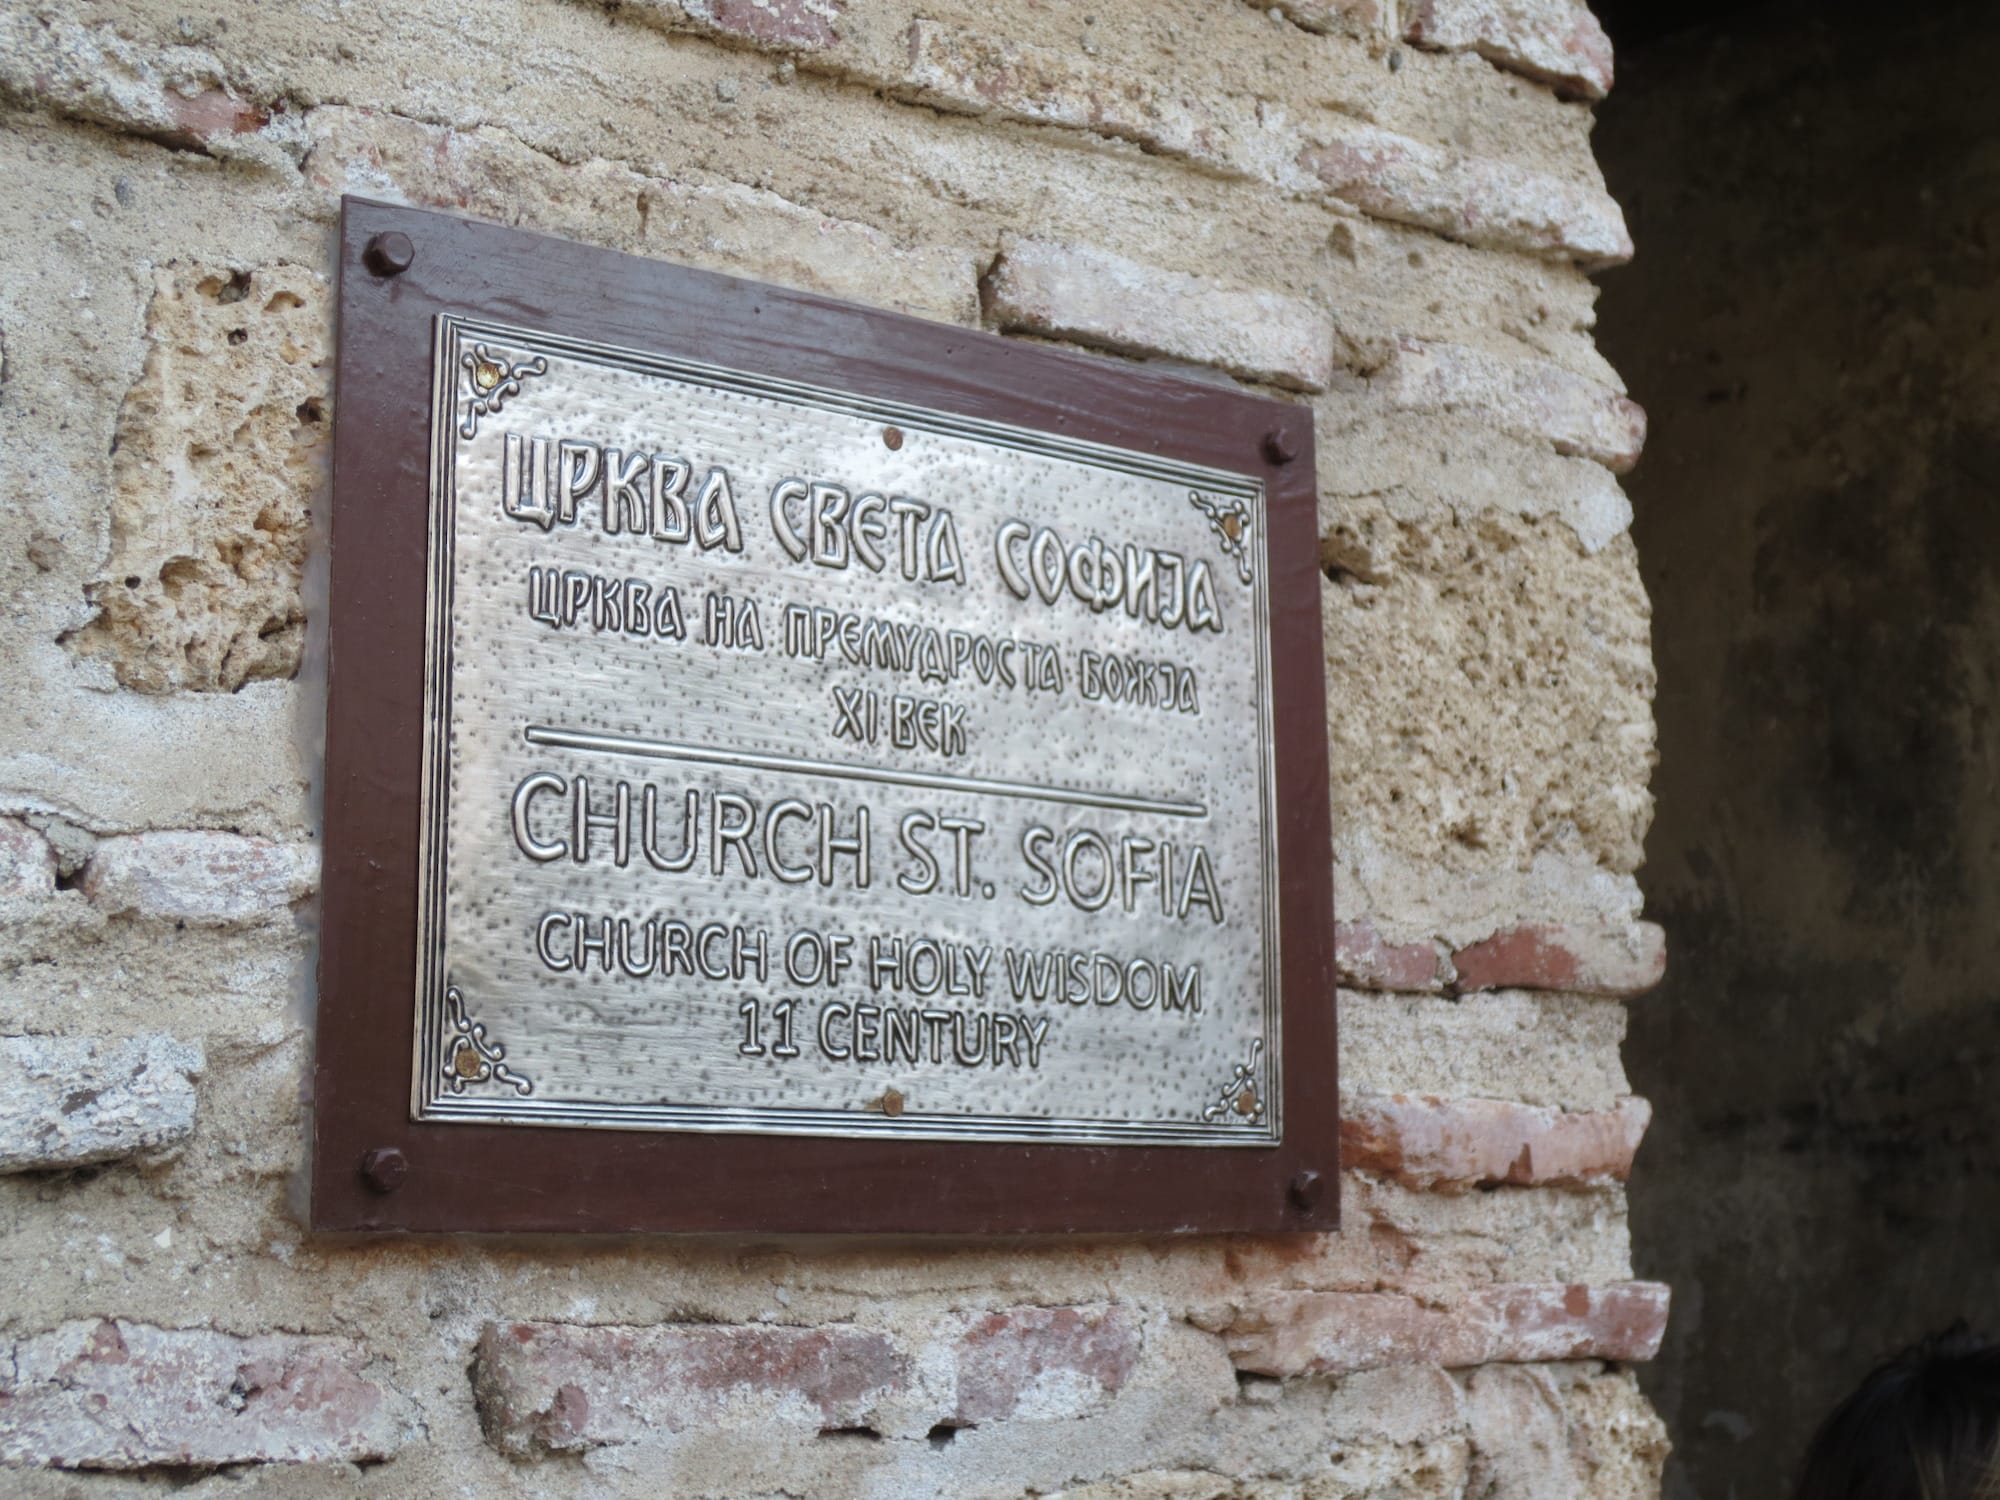 ЦРКВА СВЕТА СОФИЈА
ЦРКВА НА ПРЕМУДРОСТА БОЖЈА
XI ВЕК
CHURCH ST. SOFIA
CHURCH OF HOLY WISDOM
11 CENTURY